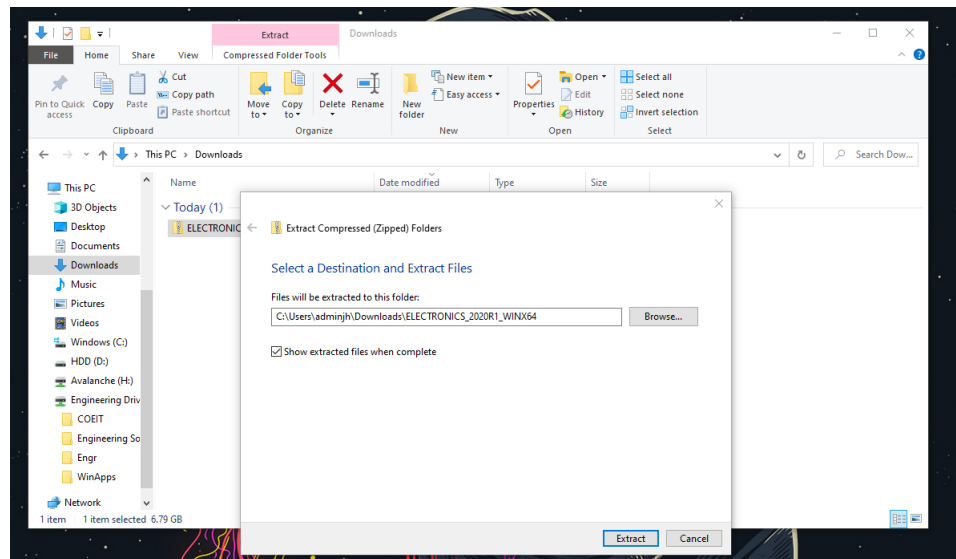 Extract Downloads
File Home Share View Compressed Folder Tools
Pin to Quick access
Copy
Paste
Cut
Copy path
Paste shortcut
Clipboard
Move to
Copy to
Delete
Rename
Organize
New folder
New item
Easy access
New
Properties
Open
Edit
History
Open
Select all
Select none
Invert selection
Select
This PC > Downloads
Search Dow...
Name Date modified Type Size
This PC
3D Objects
Desktop
Documents
Downloads
Music
Pictures
Videos
Windows (C:)
HDD (D:)
Avalanche (H:)
Engineering Driv
COEIT
Engineering So
Engr
WinApps
Network
Today (1)
ELECTRONIC
Extract Compressed (Zipped) Folders
Select a Destination and Extract Files
Files will be extracted to this folder:
C:\Users\adminjh\Downloads\ELECTRONICS_2020R1_WINX64 Browse...
Show extracted files when complete
Extract Cancel
1 item 1 item selected 6.79 GB